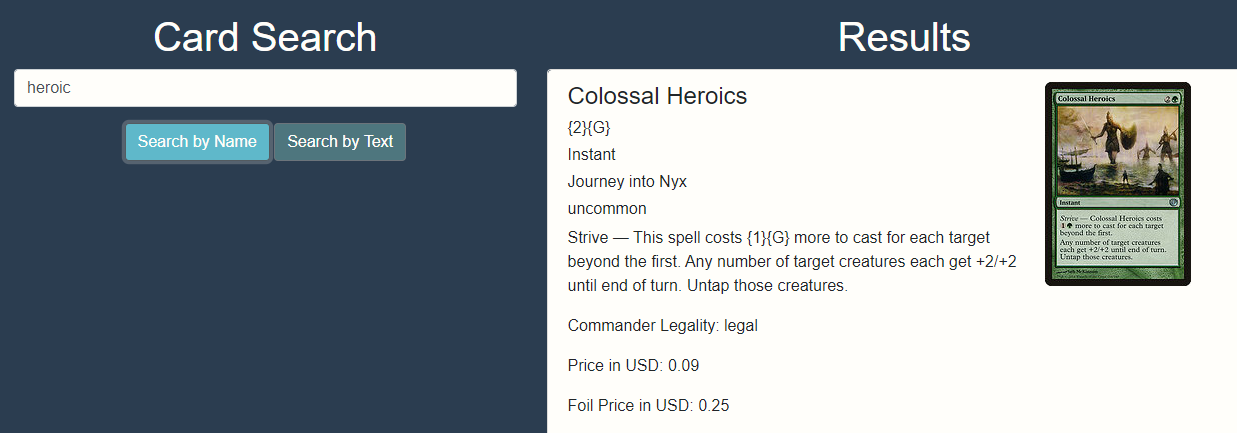 Card Search
heroic
Search by Name
Search by Text
Results
Colossal Heroics
{2}{G}
Instant
Journey into Nyx
uncommon
Strive — This spell costs {1}{G} more to cast for each target
beyond the first. Any number of target creatures each get +2/+2
until end of turn. Untap those creatures.
Commander Legality: legal
Price in USD: 0.09
Foil Price in USD: 0.25
Colossal Heroics 2
Instant
Strive — Colossal Heroics costs
1 more to cast for each target
beyond the first.
Any number of target creatures
each get +2/+2 until end of turn.
Untap those creatures.